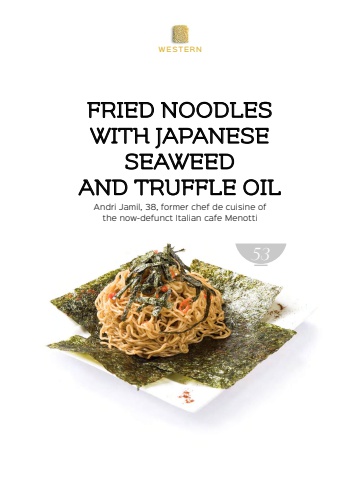 WESTERN
FRIED NOODLES
WITH JAPANESE
SEAWEED
AND TRUFFLE OIL
Andri Jamil, 38, former chef de cuisine of
the now-defunct Italian cafe Menotti
53